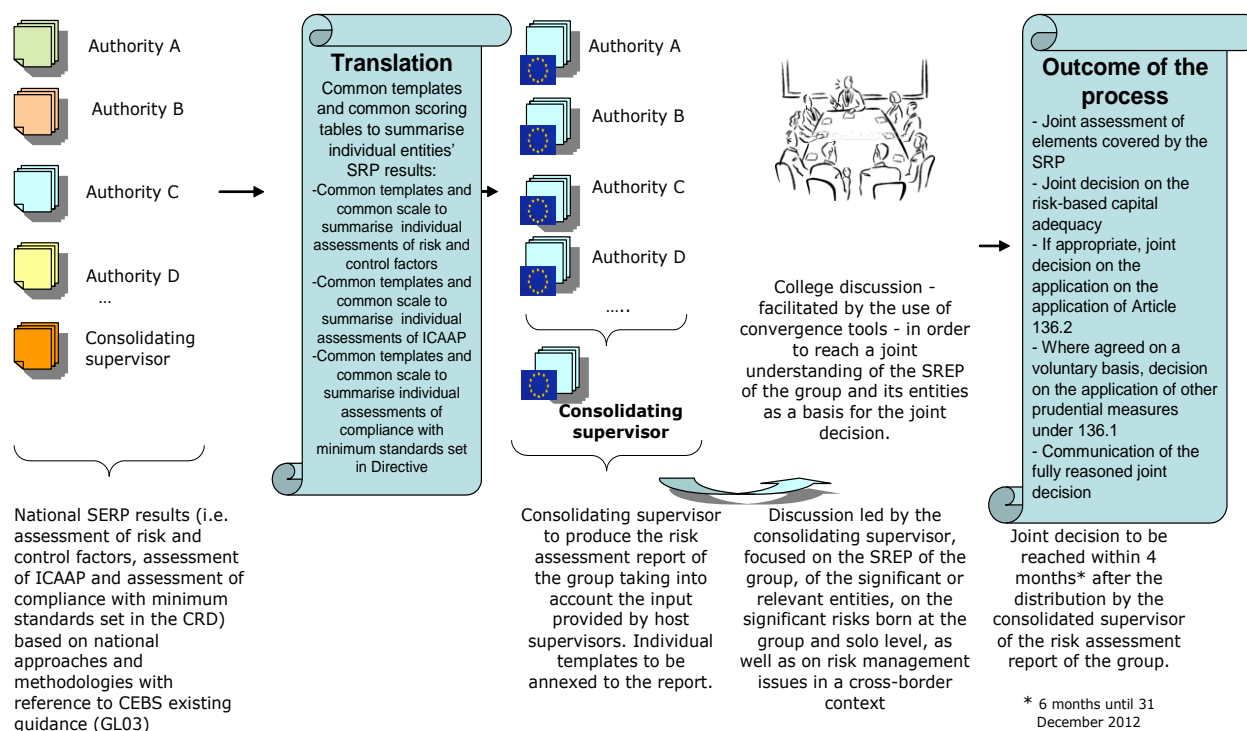 Authority A
Authority B
Authority C
Authority D
...
Consolidating
supervisor
National SERP results (i.e.
assessment of risk and
control factors, assessment
of ICAAP and assessment of
compliance with minimum
standards set in the CRD)
based on national
approaches and
methodologies with
reference to CEBS existing
guidance (GL03)
Translation
Common templates
and common scoring
tables to summarise
individual entities'
SRP results:
-Common templates and
common scale to
summarise individual
assessments of risk and
control factors
-Common templates and
common scale to
summarise individual
assessments of ICAAP
-Common templates and
common scale to
summarise individual
assessments of
compliance with
minimum standards set
in Directive
Authority A
Authority B
Authority C
Authority D
.....
Consolidating
supervisor
Consolidating supervisor
to produce the risk
assessment report of
the group taking into
account the input
provided by host
supervisors. Individual
templates to be
annexed to the report.
College discussion -
facilitated by the use of
convergence tools - in order
to reach a joint
understanding of the SREP
of the group and its entities
as a basis for the joint
decision.
Discussion led by the
consolidating supervisor,
focused on the SREP of the
group, of the significant or
relevant entities, on the
significant risks born at the
group and solo level, as
well as on risk management
issues in a cross-border
context
Outcome of the
process
- Joint assessment of
elements covered by the
SRP
- Joint decision on the
risk-based capital
adequacy
- If appropriate, joint
decision on the
application on the
application of Article
136.2
- Where agreed on a
voluntary basis, decision
on the application of other
prudential measures
under 136.1
- Communication of the
fully reasoned joint
decision
Joint decision to be
reached within 4
months* after the
distribution by the
consolidated supervisor
of the risk assessment
report of the group.
* 6 months until 31
December 2012